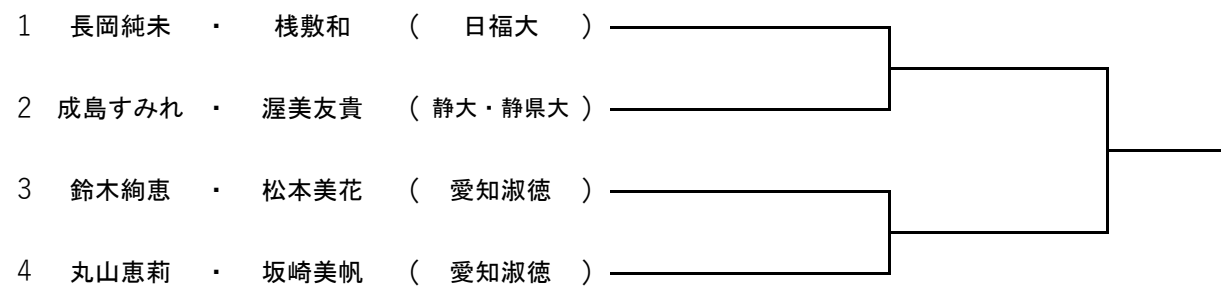 1 長岡純未 ・ 桟敷和 ( 日福大 )
2 成島すみれ ・ 渥美友貴 ( 静大・静県大 )
3 鈴木絢恵 ・ 松本美花 ( 愛知淑徳 )
4 丸山恵莉 ・ 坂崎美帆 ( 愛知淑徳 )